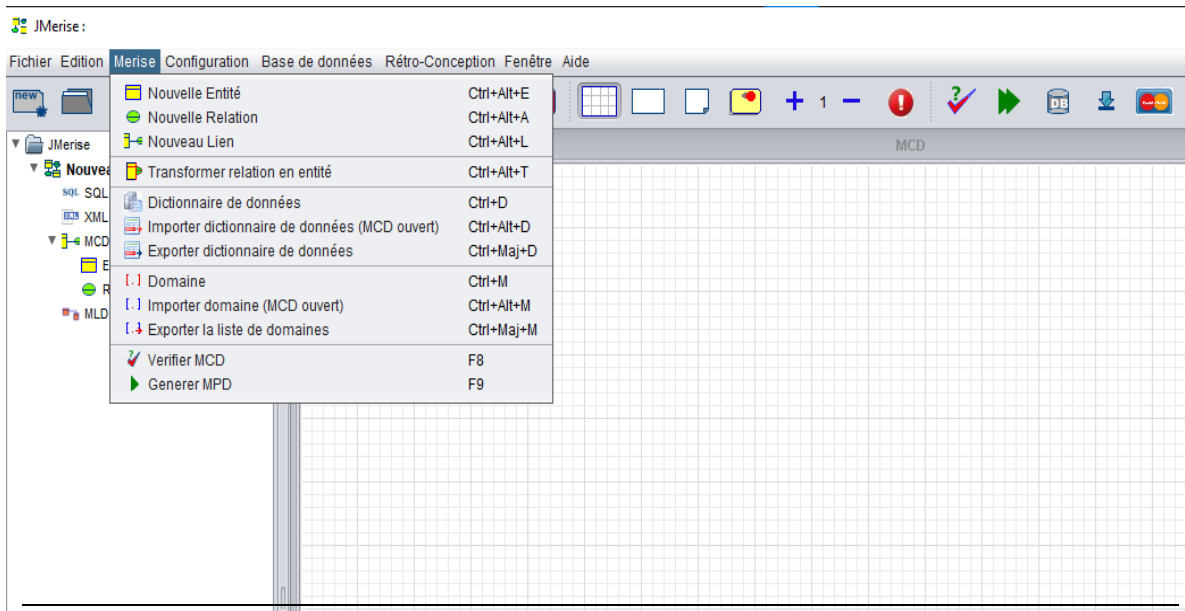 JMerise :
Fichier Edition Merise Configuration Base de données Rétro-Conception Fenêtre Aide
new 1 DB
MCD
Nouvelle Entité Ctrl+Alt+E
Nouvelle Relation Ctrl+Alt+A
Nouveau Lien Ctrl+Alt+L
Transformer relation en entité Ctrl+Alt+T
Dictionnaire de données Ctrl+D
Importer dictionnaire de données (MCD ouvert) Ctrl+Alt+D
Exporter dictionnaire de données Ctrl+Maj+D
[.] Domaine Ctrl+M
[.] Importer domaine (MCD ouvert) Ctrl+Alt+M
Exporter la liste de domaines Ctrl+Maj+M
Verifier MCD F8
Generer MPD F9
JMerise
Nouvea
SQL SQL
XML
MCD
E
R
MLD